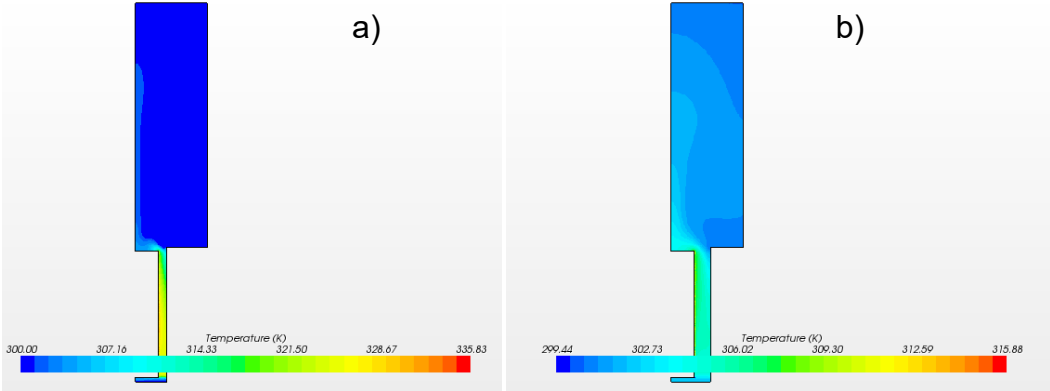 a)
b)
Temperature (K)
300.00 307.16 314.33 321.50 328.67 335.83
Temperature (K)
299.44 302.73 306.02 309.30 312.59 315.88